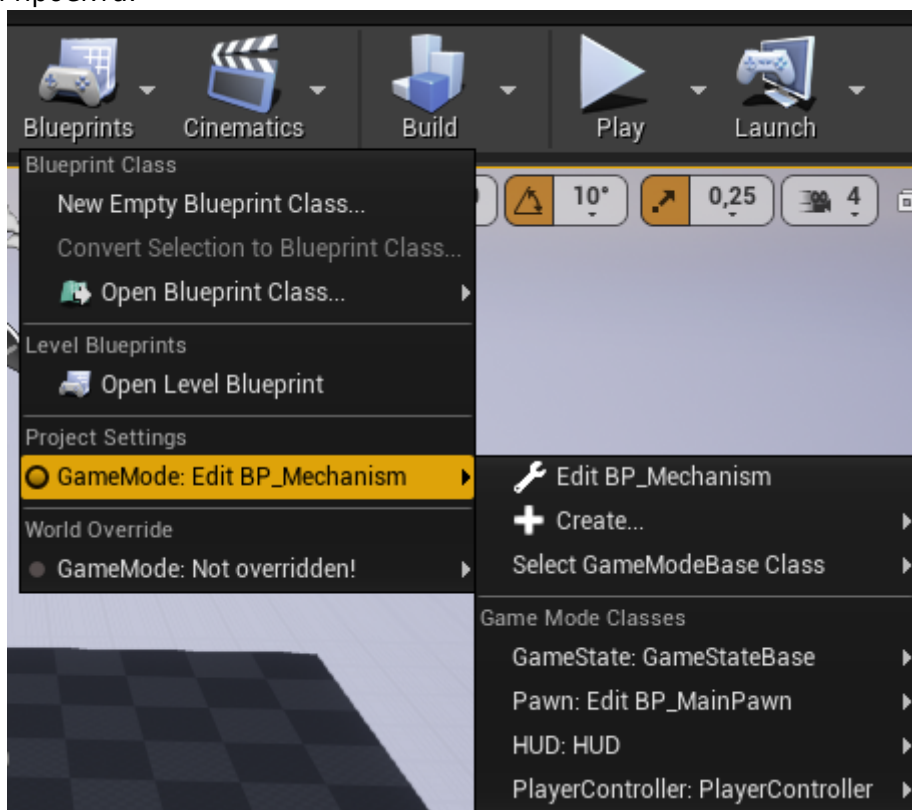 Blueprints Cinematics Build Play Launch
Blueprint Class
New Empty Blueprint Class...
10° 0,25 4
Convert Selection to Blueprint Class...
Open Blueprint Class...
Level Blueprints
Open Level Blueprint
Project Settings
GameMode: Edit BP_Mechanism
World Override
GameMode: Not overridden!
Edit BP_Mechanism
Create...
Select GameModeBase Class
Game Mode Classes
GameState: GameStateBase
Pawn: Edit BP_MainPawn
HUD: HUD
PlayerController: PlayerController